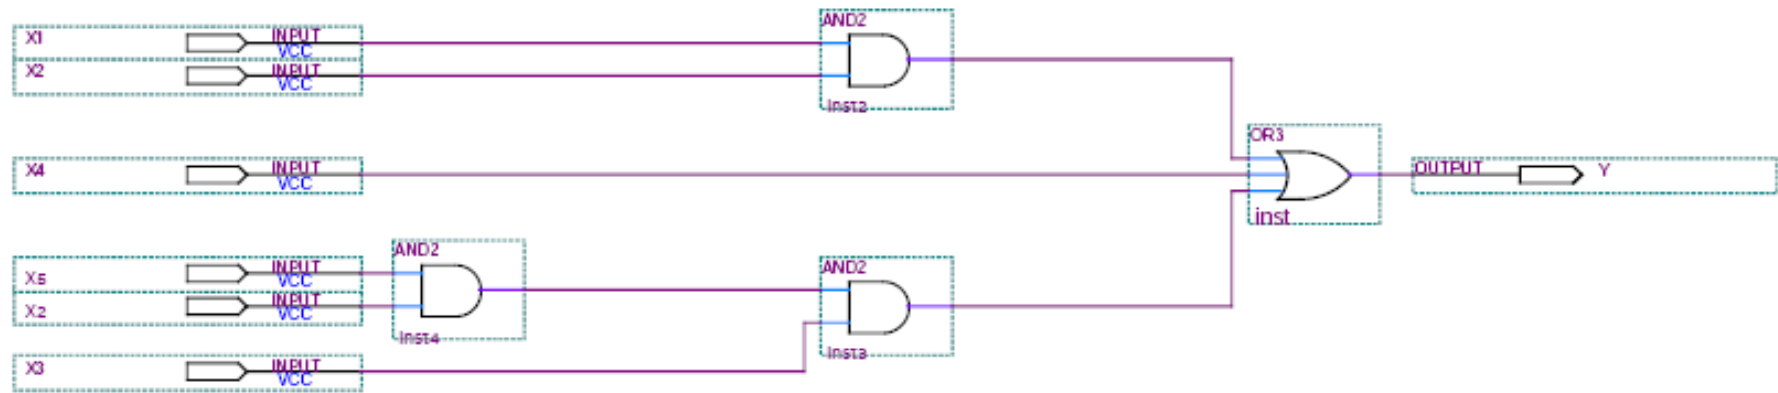 X1 INPUT VCC
AND2
X2 INPUT VCC
inst2
OR3
X4 INPUT VCC
OUTPUT Y
inst
AND2
X5 INPUT VCC
AND2
X2 INPUT VCC
inst4
inst3
X3 INPUT VCC